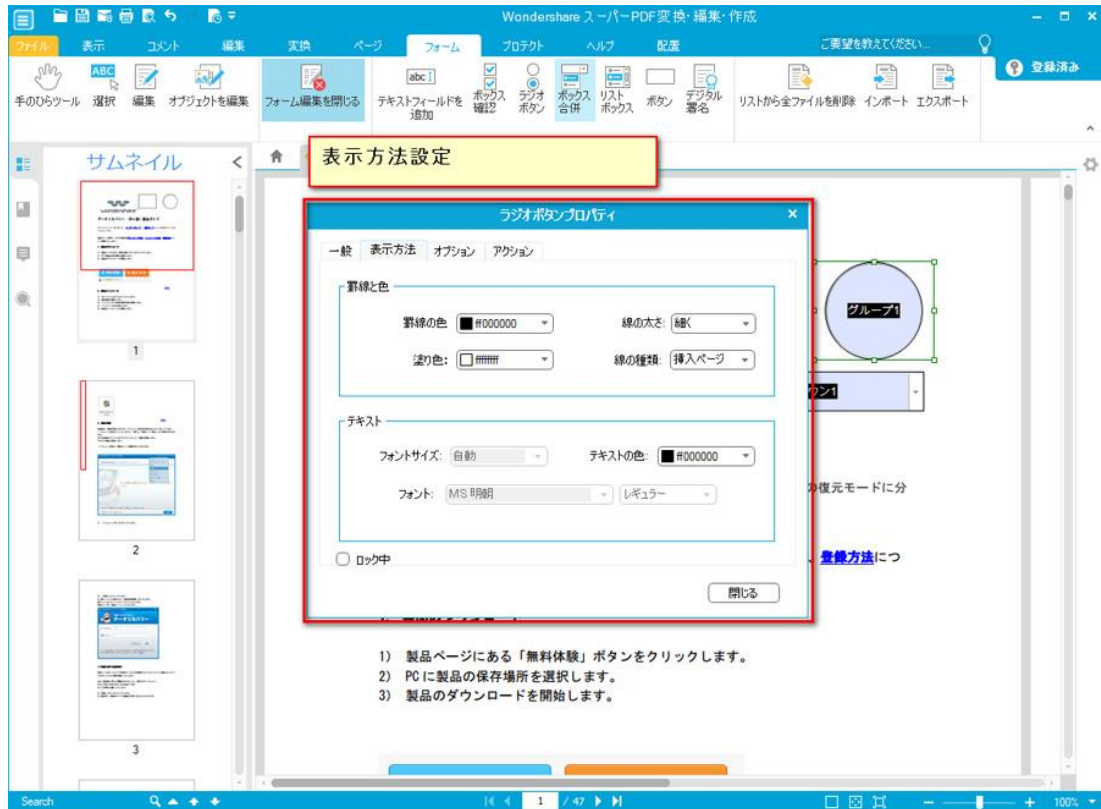 Wondershare スーパーPDF変換・編集・作成
ファイル 表示 コメント 編集 変換 ページ フォーム プロテクト ヘルプ 配置 ご要望を教えてください...
登録済み
手のひらツール 選択 編集 オブジェクトを編集 フォーム編集を閉じる テキストフィールドを追加 ボックス確認 ラジオボタン ボックス合併 リストボックス ボタン デジタル署名 リストから全ファイルを削除 インポート エクスポート
サムネイル
表示方法設定
ラジオボタンプロパティ
一般 表示方法 オプション アクション
罫線と色
罫線の色 ff000000 線の太さ: 細く
塗り色: ffffffff 線の種類: 挿入ページ
テキスト
フォントサイズ: 自動 テキストの色: ff000000
フォント: MS 明朝 レギュラー
ロック中
閉じる
グループ1
ウン1
の復元モードに分
登録方法につ
1) 製品ページにある「無料体験」ボタンをクリックします。
2) PCに製品の保存場所を選択します。
3) 製品のダウンロードを開始します。
1
2
3
Search 1 / 47 100%